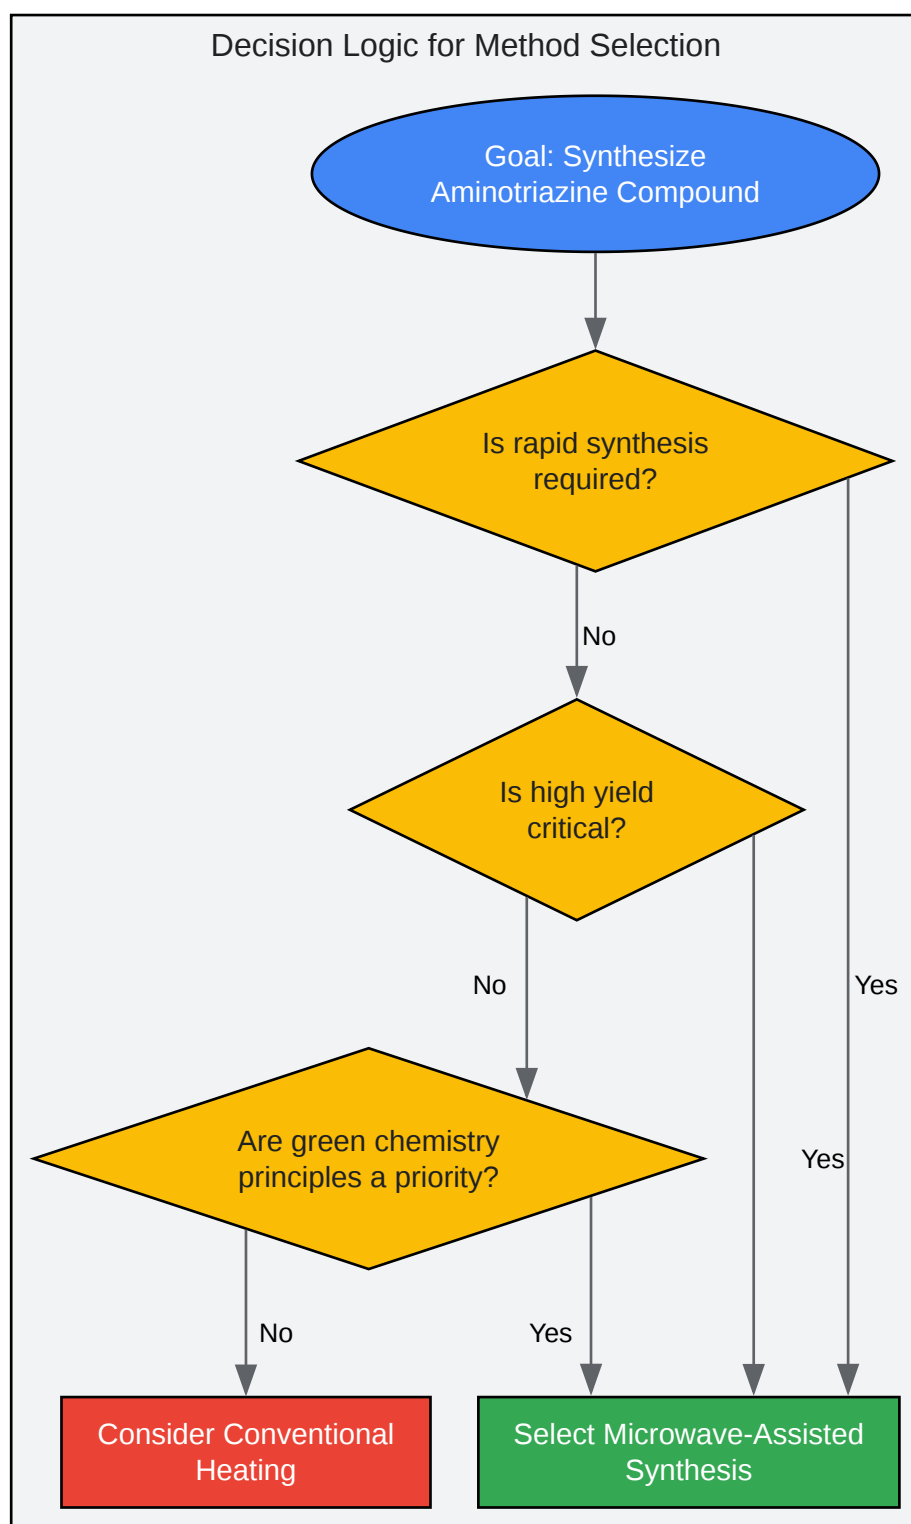 Decision Logic for Method Selection
Goal: Synthesize
Aminotriazine Compound
Is rapid synthesis
required?
No
Is high yield
critical?
No
Yes
Are green chemistry
principles a priority?
Yes
No
Yes
Consider Conventional
Heating
Select Microwave-Assisted
Synthesis